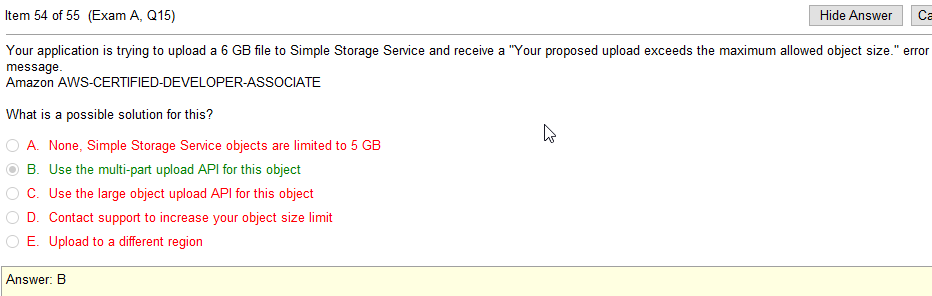 Item 54 of 55 (Exam A, Q15)
Hide Answer
Ca
Your application is trying to upload a 6 GB file to Simple Storage Service and receive a "Your proposed upload exceeds the maximum allowed object size." error
message.
Amazon AWS-CERTIFIED-DEVELOPER-ASSOCIATE
What is a possible solution for this?
A. None, Simple Storage Service objects are limited to 5 GB
B. Use the multi-part upload API for this object
C. Use the large object upload API for this object
D. Contact support to increase your object size limit
E. Upload to a different region
Answer: B